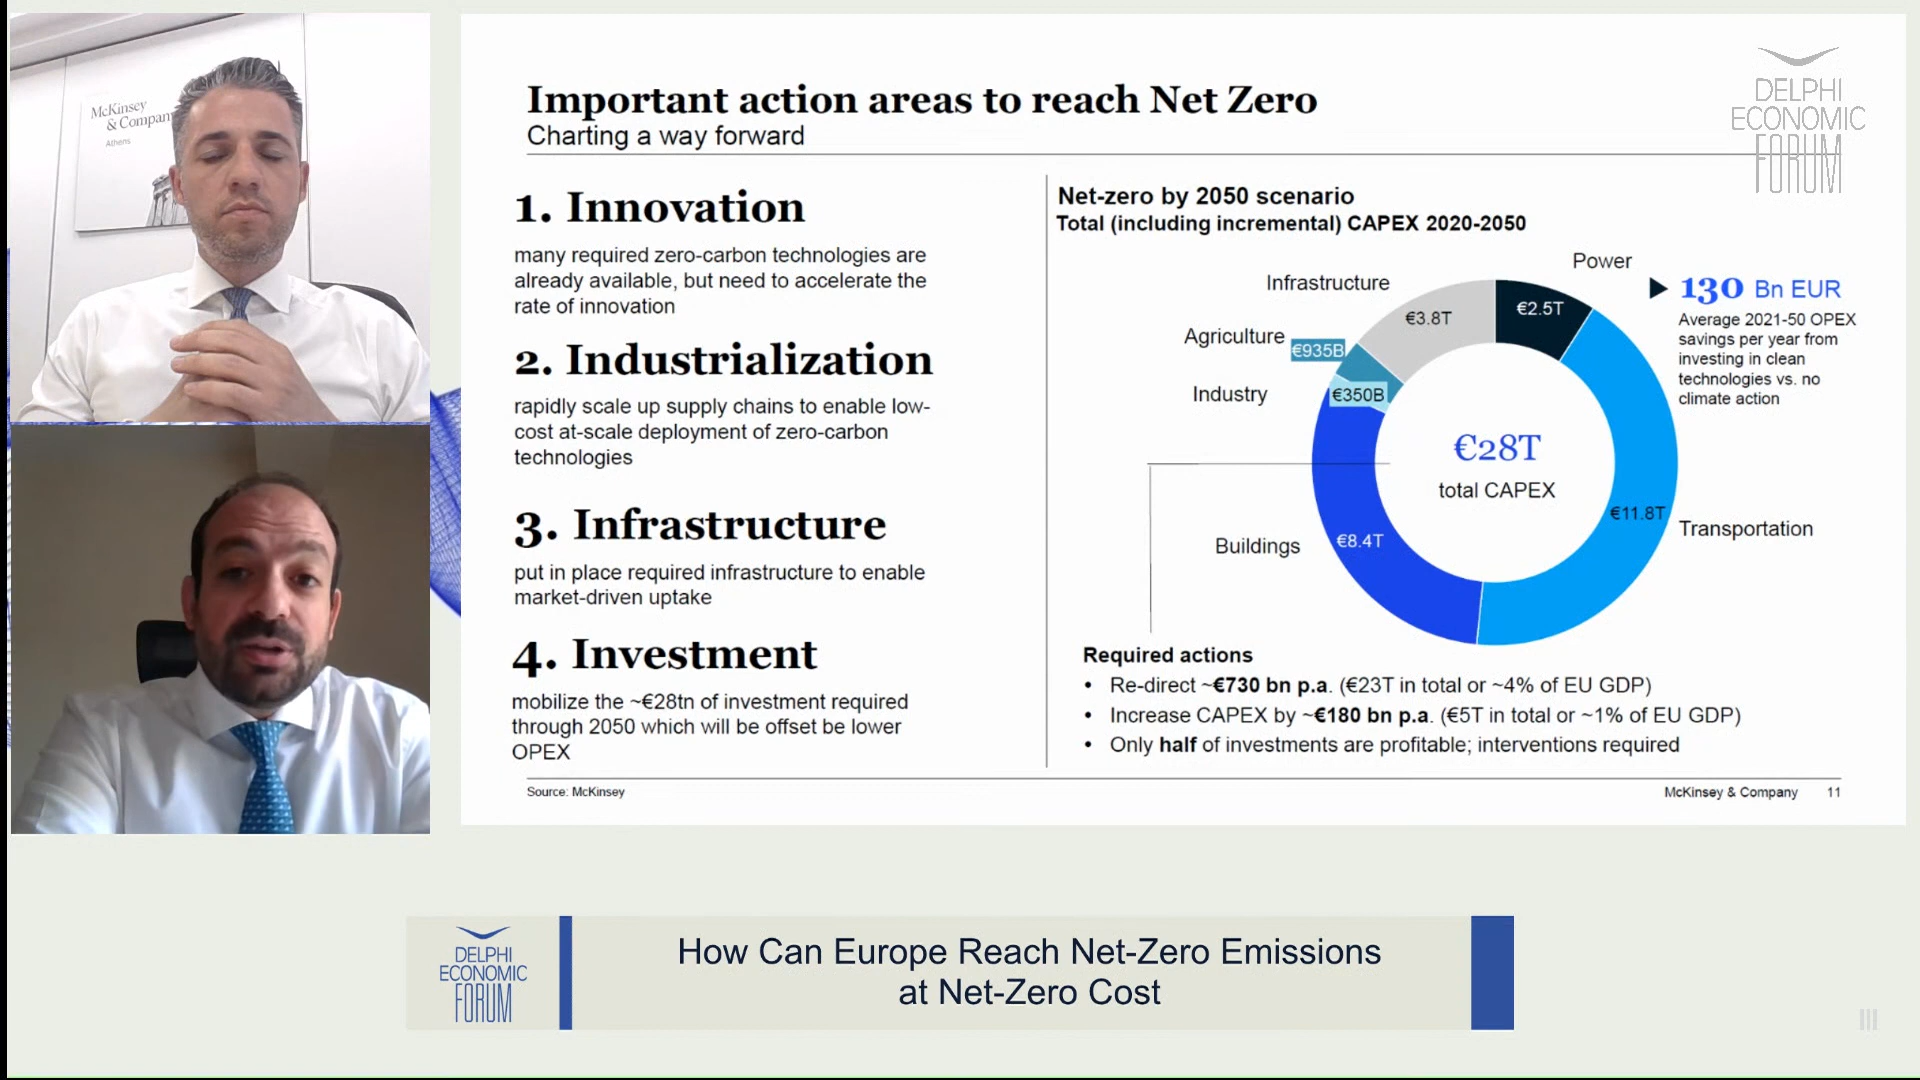 McKinsey
& Company
Athens
Important action areas to reach Net Zero
Charting a way forward
DELPHI
ECONOMIC
FORUM
1. Innovation
many required zero-carbon technologies are
already available, but need to accelerate the
rate of innovation
2. Industrialization
rapidly scale up supply chains to enable low-
cost at-scale deployment of zero-carbon
technologies
3. Infrastructure
put in place required infrastructure to enable
market-driven uptake
4. Investment
mobilize the ~€28tn of investment required
through 2050 which will be offset be lower
OPEX
Net-zero by 2050 scenario
Total (including incremental) CAPEX 2020-2050
Power
Infrastructure
Agriculture
Industry
Buildings
Transportation
€2.5T
€3.8T
€935B
€350B
€8.4T
€11.8T
€28T
total CAPEX
130 Bn EUR
Average 2021-50 OPEX
savings per year from
investing in clean
technologies vs. no
climate action
Required actions
• Re-direct ~€730 bn p.a. (€23T in total or ~4% of EU GDP)
• Increase CAPEX by ~€180 bn p.a. (€5T in total or ~1% of EU GDP)
• Only half of investments are profitable; interventions required
Source: McKinsey
McKinsey & Company 11
DELPHI
ECONOMIC
FORUM
How Can Europe Reach Net-Zero Emissions
at Net-Zero Cost